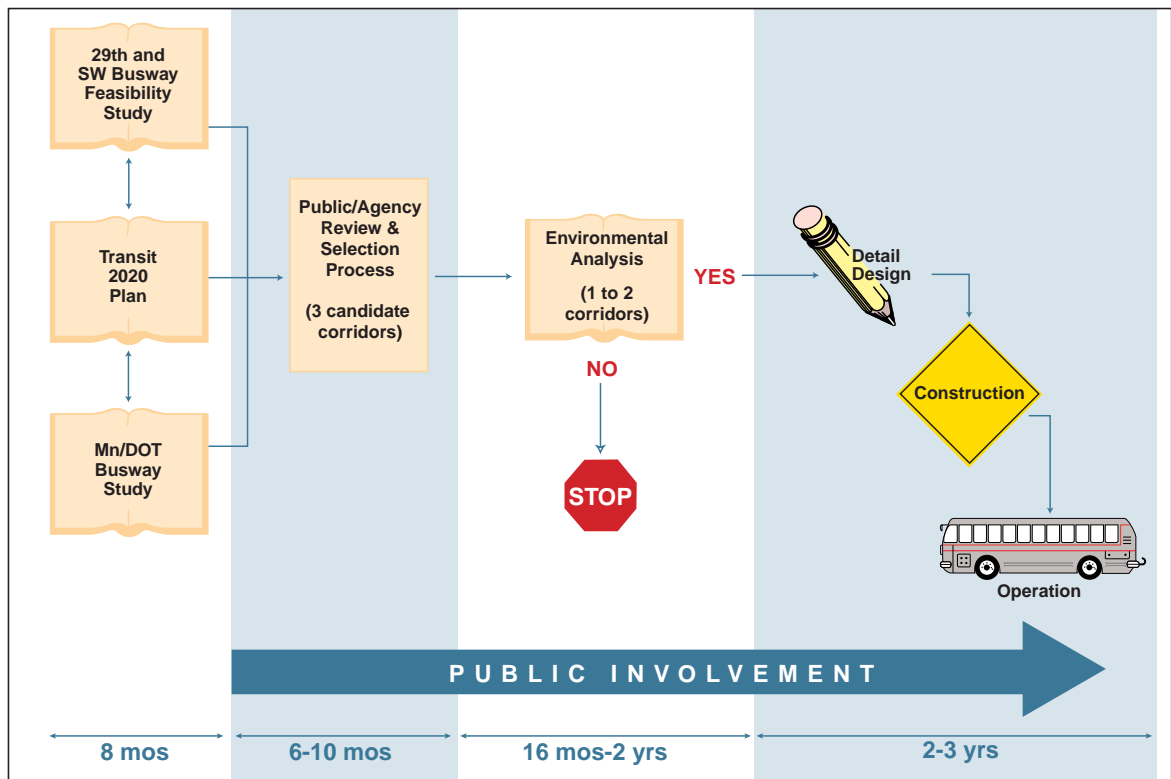 29th and
SW Busway
Feasibility
Study
Transit
2020
Plan
Mn/DOT
Busway
Study
Public/Agency
Review &
Selection
Process
(3 candidate
corridors)
Environmental
Analysis
(1 to 2
corridors)
YES
NO
STOP
Detail
Design
Construction
Operation
PUBLIC INVOLVEMENT
8 mos
6-10 mos
16 mos-2 yrs
2-3 yrs